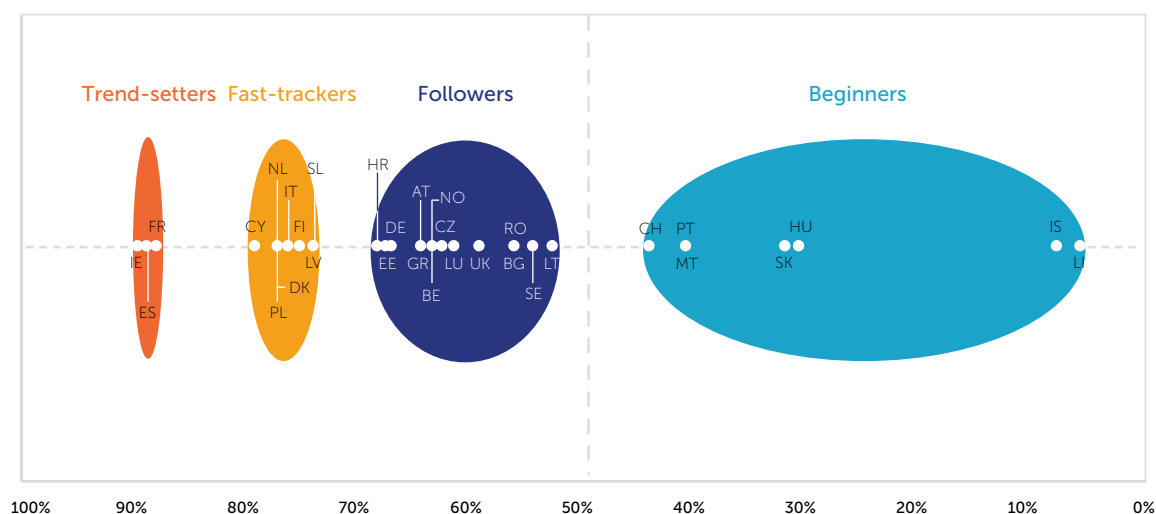 Trend-setters Fast-trackers Followers Beginners
HR
NL SL
IT AT NO
FR CY FI DE CZ RO CH PT HU IS
IE LV EE GR LU UK BG LT MT SK LI
DK BE SE
ES PL
100% 90% 80% 70% 60% 50% 40% 30% 20% 10% 0%